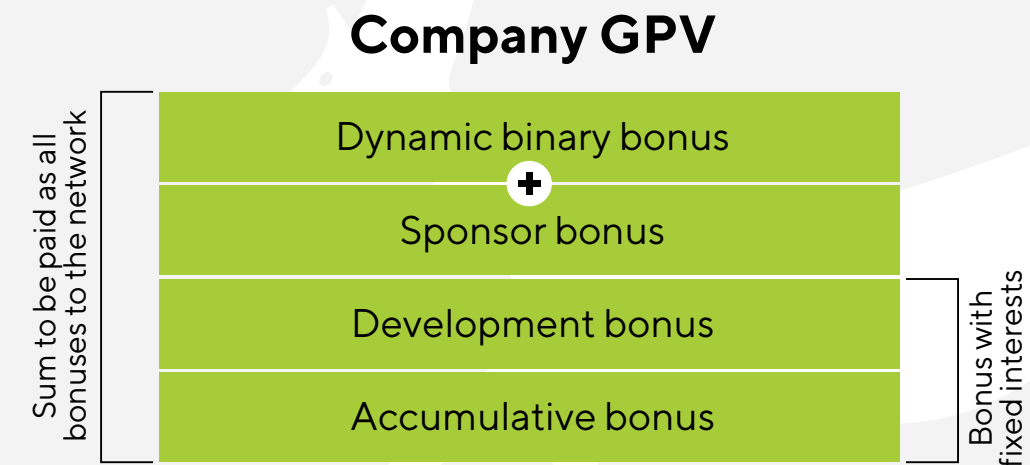 Company GPV
Sum to be paid as all
bonuses to the network
Dynamic binary bonus
+
Sponsor bonus
Development bonus
Accumulative bonus
Bonus with
fixed interests